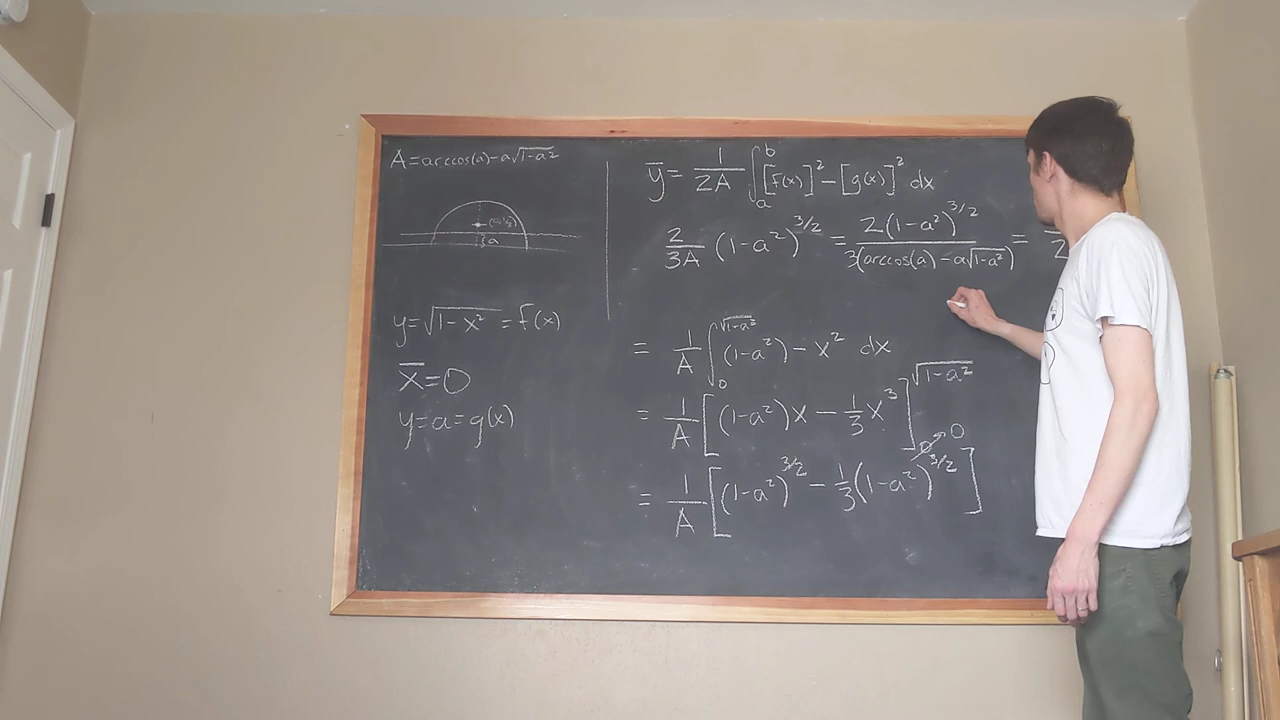 A=arccos(a)-a√(1-a²)
a
y=√(1-x²)=f(x)
x̅=0
y=a=g(x)
y̅= 1/2A ∫_a^b [f(x)]²-[g(x)]² dx
2/3A (1-a²)^3/2 = 2(1-a²)^3/2 / 3(arccos(a)-a√(1-a²)) =
= 1/A ∫_0^√(1-a²) (1-a²)-x² dx
= 1/A [(1-a²)x - 1/3 x³]^√(1-a²) 0
= 1/A [(1-a²)^3/2 - 1/3(1-a²)^3/2]